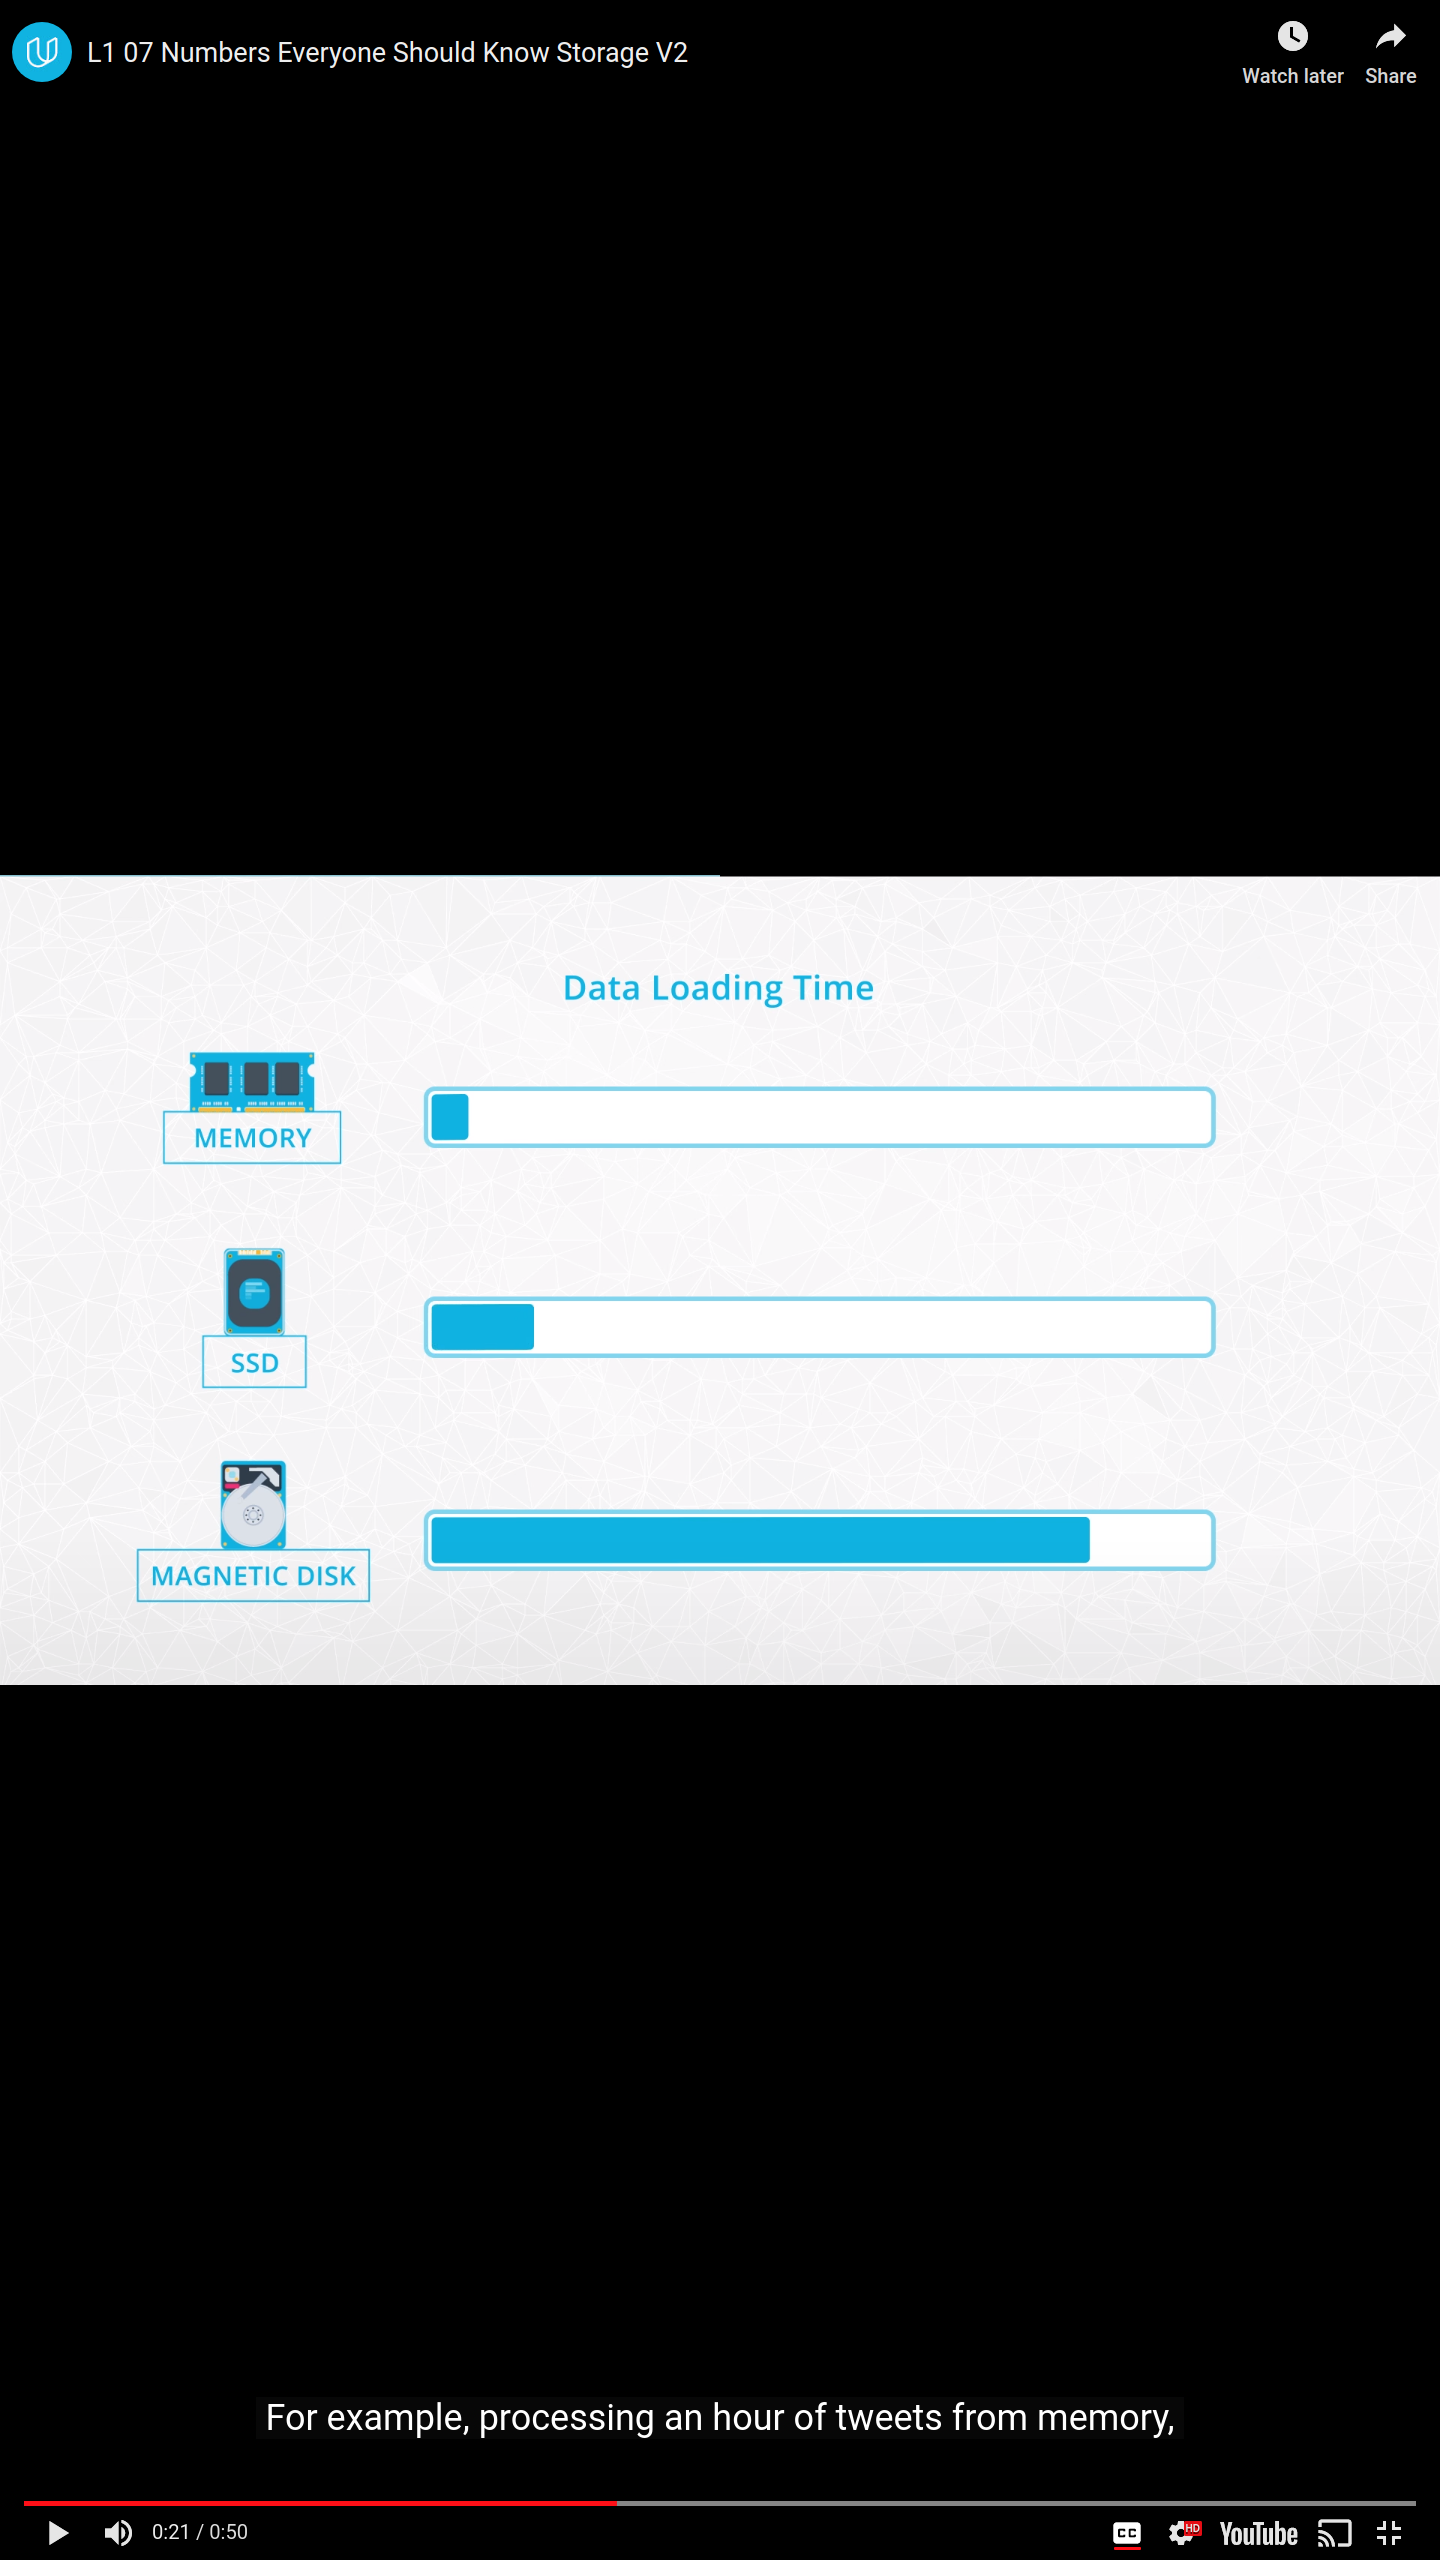 L1 07 Numbers Everyone Should Know Storage V2
Watch later
Share
Data Loading Time
MEMORY
SSD
MAGNETIC DISK
For example, processing an hour of tweets from memory,
0:21 / 0:50
CC
HD
YouTube